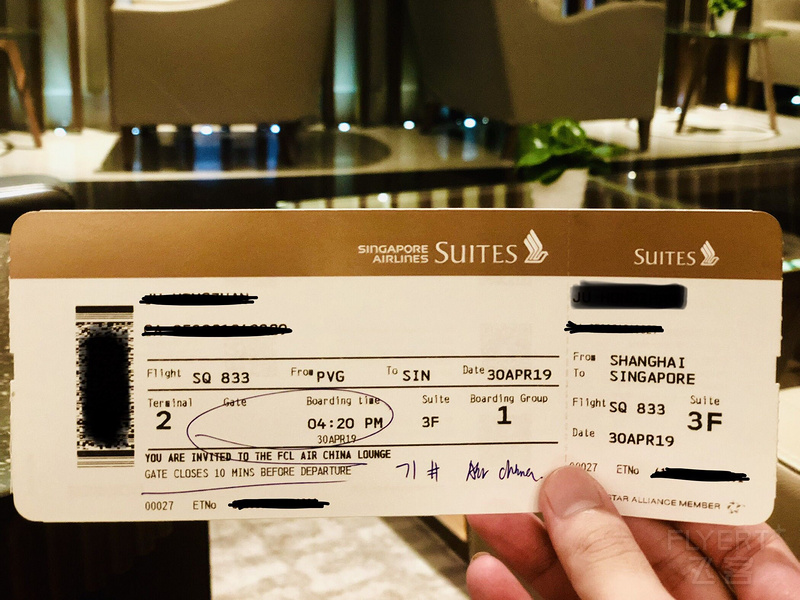 SINGAPORE AIRLINES SUITES
SUITES
Flight SQ 833 From PVG To SIN Date 30APR19
Terminal Gate Boarding time Suite Boarding Group
2 04:20 PM 3F 1
30APR19
YOU ARE INVITED TO THE FCL AIR CHINA LOUNGE
GATE CLOSES 10 MINS BEFORE DEPARTURE
71 # Air china.
00027 ETNo
From SHANGHAI
To SINGAPORE
Flight SQ 833 Suite
3F
Date 30APR19
0027 ETNo
STAR ALLIANCE MEMBER
FLYERT
飞客